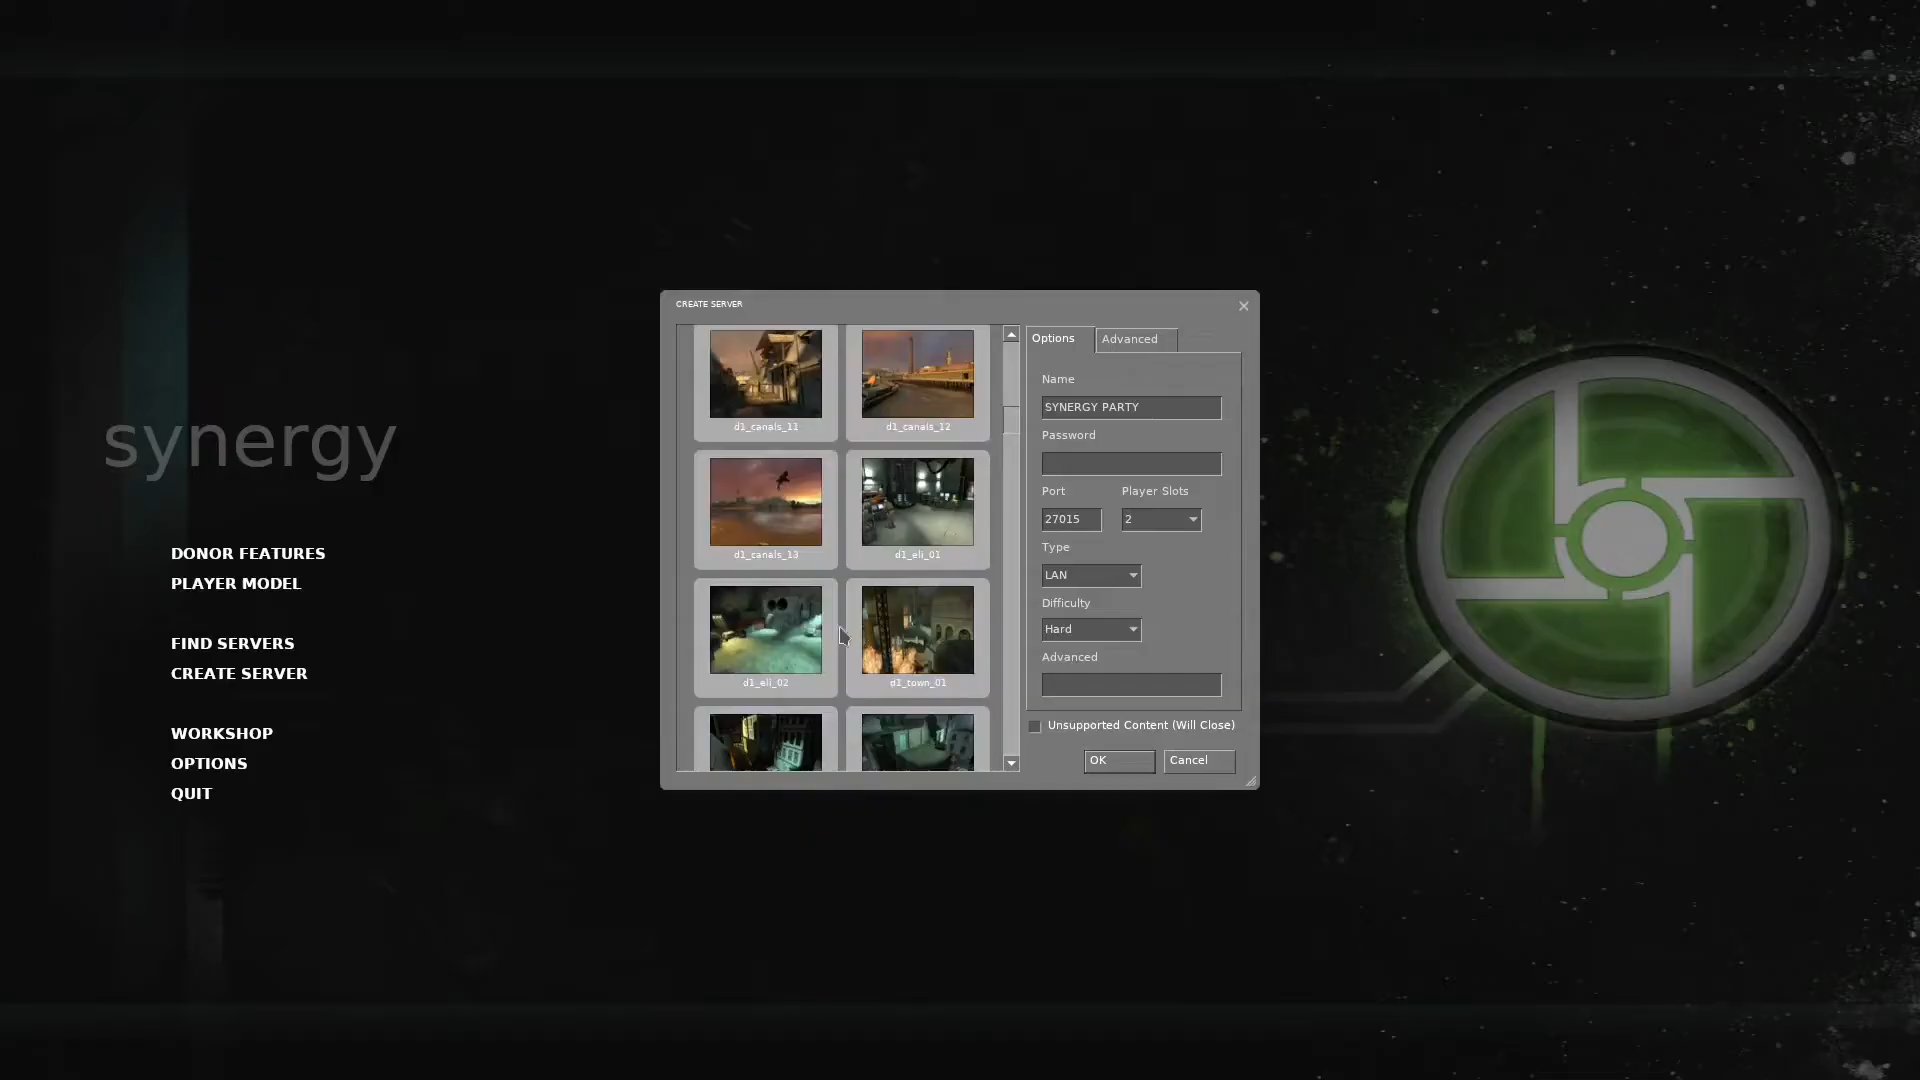 synergy
DONOR FEATURES
PLAYER MODEL
FIND SERVERS
CREATE SERVER
WORKSHOP
OPTIONS
QUIT
CREATE SERVER
d1_canals_11
d1_canals_12
d1_canals_13
d1_eli_01
d1_eli_02
d1_town_01
Options
Advanced
Name
SYNERGY PARTY
Password
Port
Player Slots
27015
2
Type
LAN
Difficulty
Hard
Advanced
Unsupported Content (Will Close)
OK
Cancel